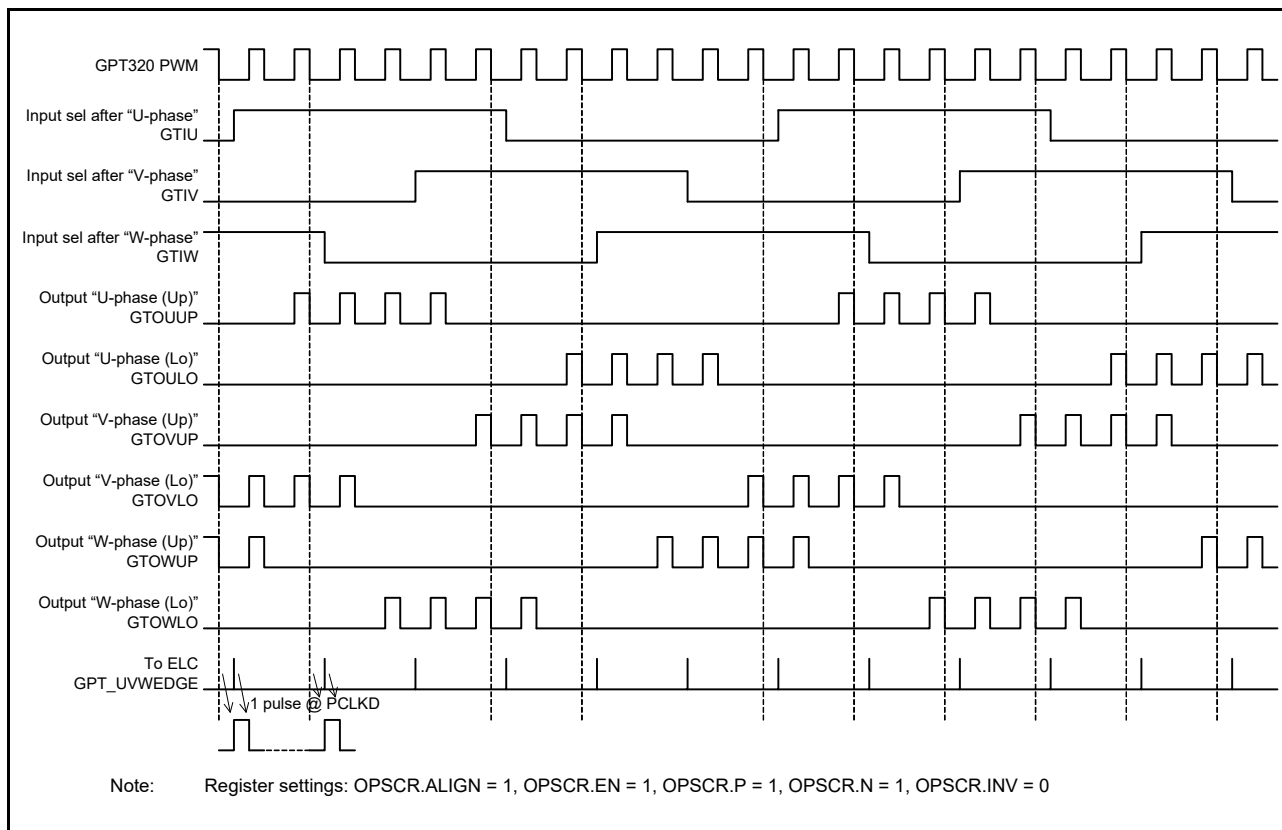 GPT320 PWM
Input sel after “U-phase”
GTIU
Input sel after “V-phase”
GTIV
Input sel after “W-phase”
GTIW
Output “U-phase (Up)”
GTOUUP
Output “U-phase (Lo)”
GTOULO
Output “V-phase (Up)”
GTOVUP
Output “V-phase (Lo)”
GTOVLO
Output “W-phase (Up)”
GTOWUP
Output “W-phase (Lo)”
GTOWLO
To ELC
GPT_UVWEDGE
1 pulse @ PCLKD
Note: Register settings: OPSCR.ALIGN = 1, OPSCR.EN = 1, OPSCR.P = 1, OPSCR.N = 1, OPSCR.INV = 0